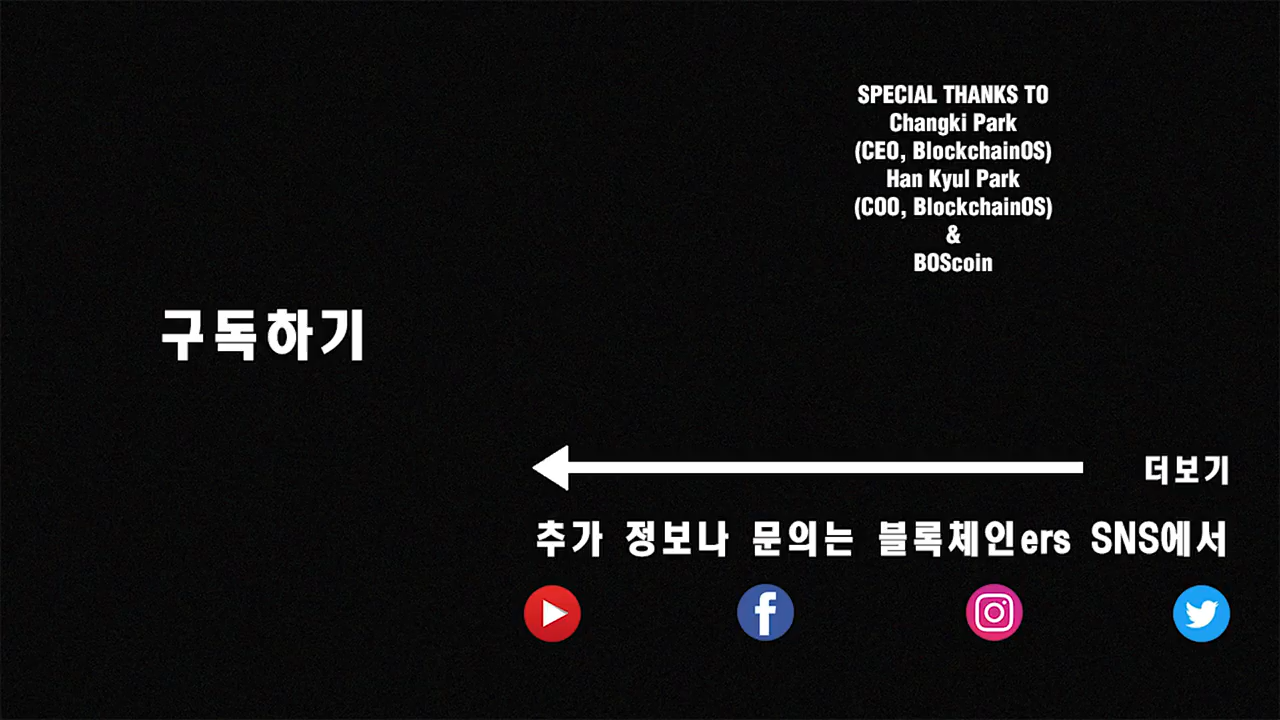 SPECIAL THANKS TO
Changki Park
(CEO, BlockchainOS)
Han Kyul Park
(COO, BlockchainOS)
&
BOScoin
구독하기
더보기
추가 정보나 문의는 블록체인ers SNS에서